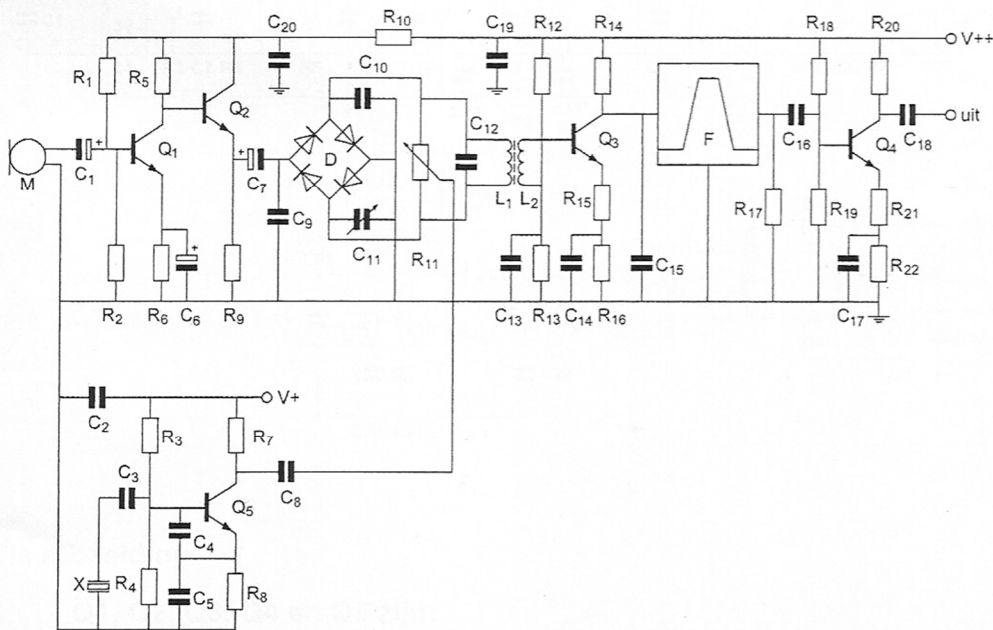 C20 R10 C19 R12 R14 R18 R20
V++
R1 R5 C10
Q2
C12 C16 C18 uit
Q1 Q3 F Q4
M C1 C7 D
L1 L2
R15 R17 R19 R21
C9
C11 R11
C15 R22
R2 R6 C6 R9 C13 R13 C14 R16 C17
V+
C2 R3 R7
C3 C8
Q5
C4
X R4 C5 R8